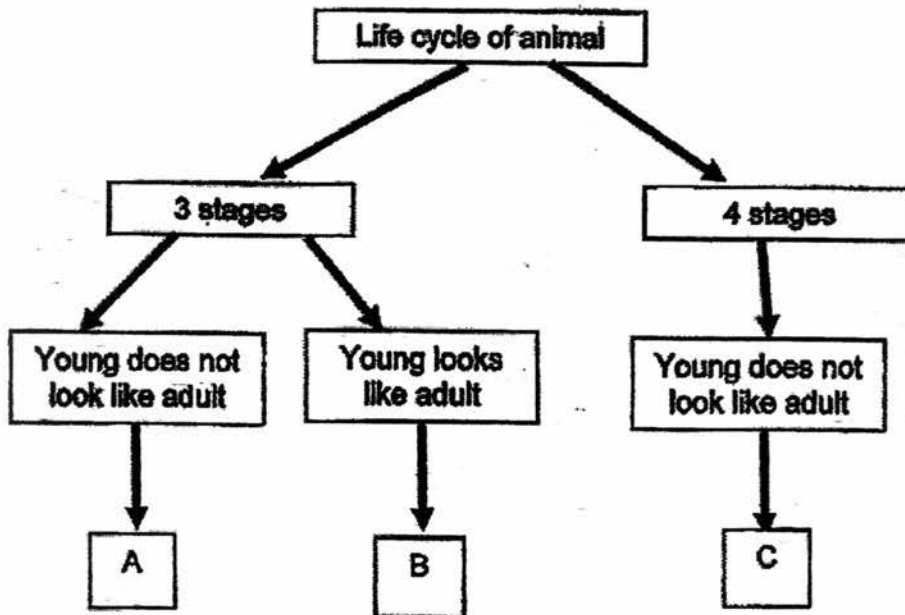 Life cycle of animal
3 stages
4 stages
Young does not
look like adult
Young looks
like adult
Young does not
look like adult
A
B
C